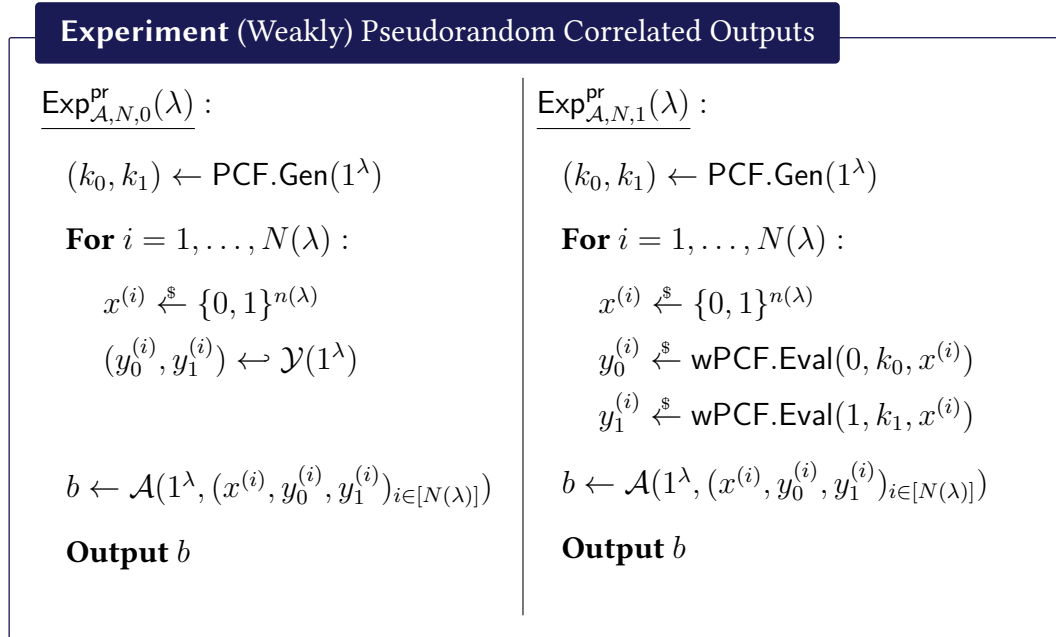 Experiment (Weakly) Pseudorandom Correlated Outputs
Exp^{pr}_{𝒜,N,0}(λ) :
(k_0, k_1) ← PCF.Gen(1^λ)
For i = 1, . . . , N(λ) :
x^{(i)} ←$ {0, 1}^{n(λ)}
(y_0^{(i)}, y_1^{(i)}) ↩ 𝒴(1^λ)
b ← 𝒜(1^λ, (x^{(i)}, y_0^{(i)}, y_1^{(i)})_{i∈[N(λ)]})
Output b
Exp^{pr}_{𝒜,N,1}(λ) :
(k_0, k_1) ← PCF.Gen(1^λ)
For i = 1, . . . , N(λ) :
x^{(i)} ←$ {0, 1}^{n(λ)}
y_0^{(i)} ←$ wPCF.Eval(0, k_0, x^{(i)})
y_1^{(i)} ←$ wPCF.Eval(1, k_1, x^{(i)})
b ← 𝒜(1^λ, (x^{(i)}, y_0^{(i)}, y_1^{(i)})_{i∈[N(λ)]})
Output b